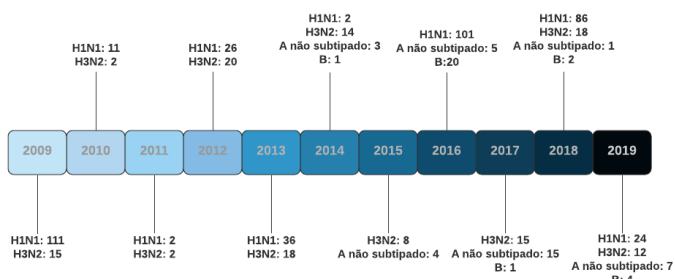 H1N1: 11
H3N2: 2
H1N1: 26
H3N2: 20
H1N1: 2
H3N2: 14
A não subtipado: 3
B: 1
H1N1: 101
A não subtipado: 5
B:20
H1N1: 86
H3N2: 18
A não subtipado: 1
B: 2
2009 2010 2011 2012 2013 2014 2015 2016 2017 2018 2019
H1N1: 111
H3N2: 15
H1N1: 2
H3N2: 2
H1N1: 36
H3N2: 18
H3N2: 8
A não subtipado: 4
H3N2: 15
A não subtipado: 15
B: 1
H1N1: 24
H3N2: 12
A não subtipado: 7